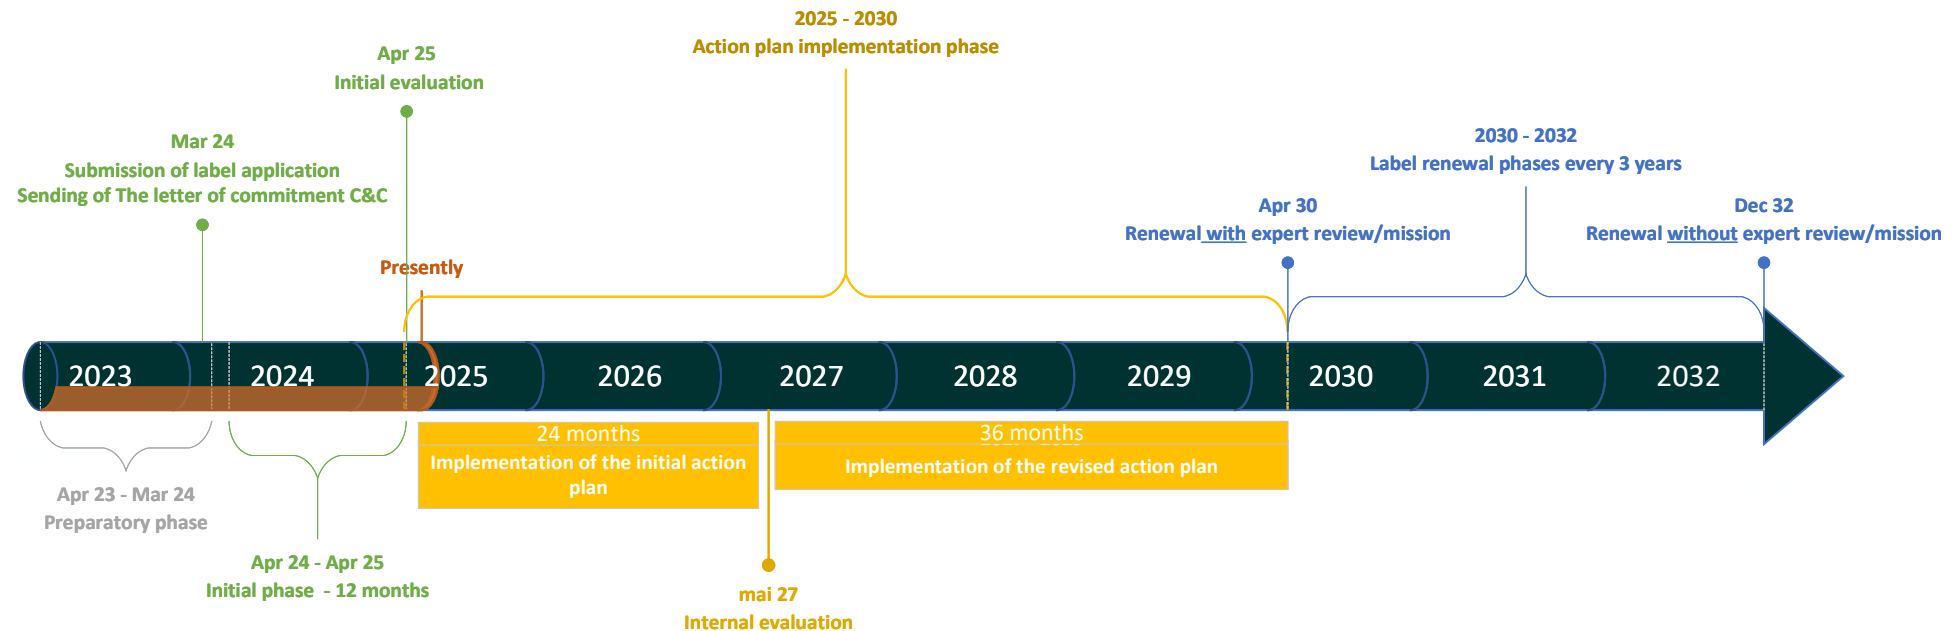 2025 - 2030
Action plan implementation phase
Apr 25
Initial evaluation
Mar 24
Submission of label application
Sending of The letter of commitment C&C
2030 - 2032
Label renewal phases every 3 years
Apr 30
Renewal with expert review/mission
Dec 32
Renewal without expert review/mission
Presently
2023
2024
2025
2026
2027
2028
2029
2030
2031
2032
24 months
Implementation of the initial action
plan
36 months
Implementation of the revised action plan
Apr 23 - Mar 24
Preparatory phase
Apr 24 - Apr 25
Initial phase - 12 months
mai 27
Internal evaluation